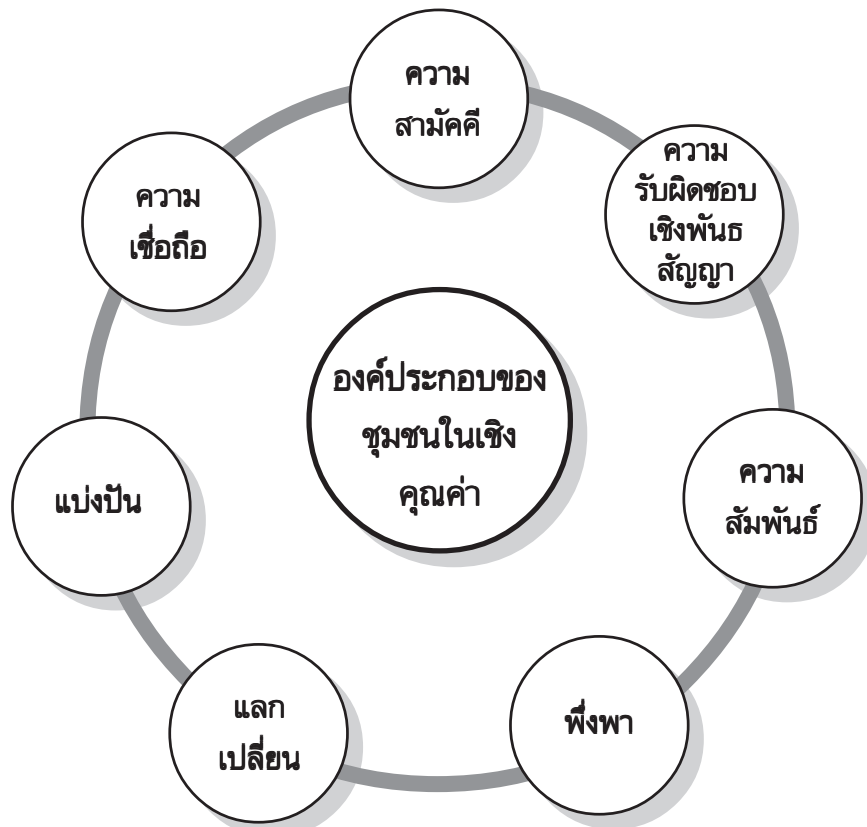 ความ
สามัคคี
ความ
รับผิดชอบ
เชิงพันธ
สัญญา
ความ
เชื่อถือ
องค์ประกอบของ
ชุมชนในเชิง
คุณค่า
แบ่งปัน
ความ
สัมพันธ์
แลก
เปลี่ยน
พึ่งพา